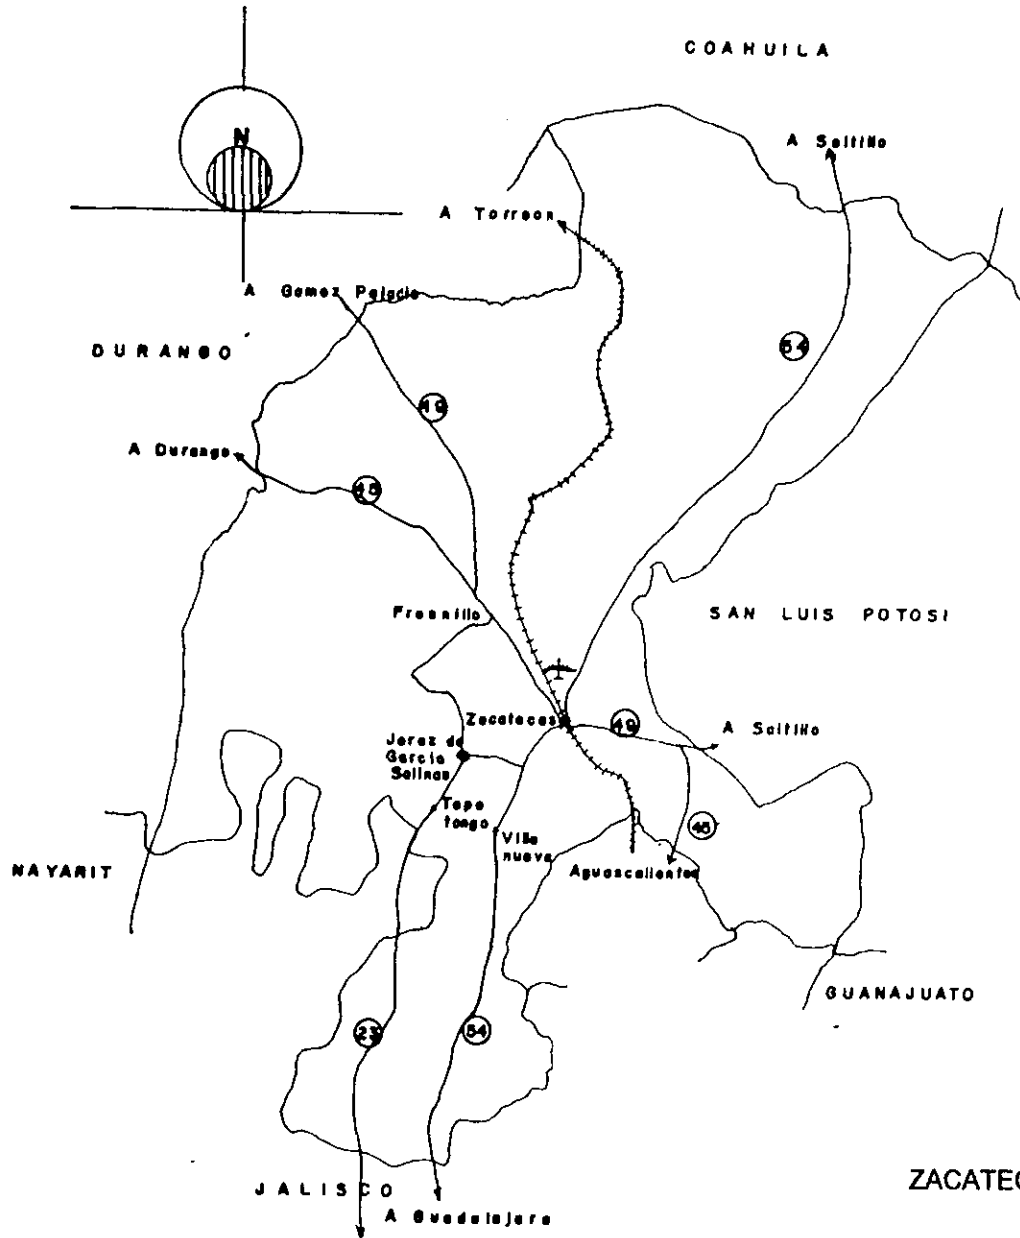 COAHUILA
N
A Saltillo
A Torreon
A Gomez Palacio
DURANGO
54
49
A Durango
45
Fresnillo
SAN LUIS POTOSI
Zacatecas
49
A Saltillo
Jerez de
Garcia
Salinas
Tepe
tongo
Villa
nueva
45
NAYARIT
Aguascalientes
GUANAJUATO
23
54
JALISCO
A Guadalajara
ZACATEC